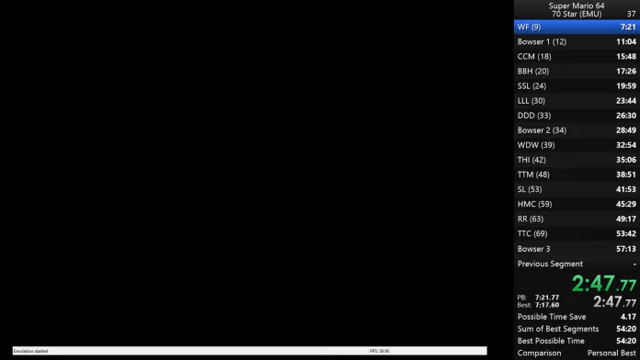 Super Mario 64
70 Star (EMU) 37
WF (9) 7:21
Bowser 1 (12) 11:04
CCM (18) 15:48
BBH (20) 17:26
SSL (24) 19:59
LLL (30) 23:44
DDD (33) 26:30
Bowser 2 (34) 28:49
WDW (39) 32:54
THI (42) 35:06
TTM (48) 38:51
SL (53) 41:53
HMC (59) 45:29
RR (63) 49:17
TTC (69) 53:42
Bowser 3 57:13
Previous Segment -
2:47.77
PB: 7:21.77
Best: 7:17.60 2:47.77
Possible Time Save 4.17
Sum of Best Segments 54:20
Best Possible Time 54:20
Comparison Personal Best
Emulation started